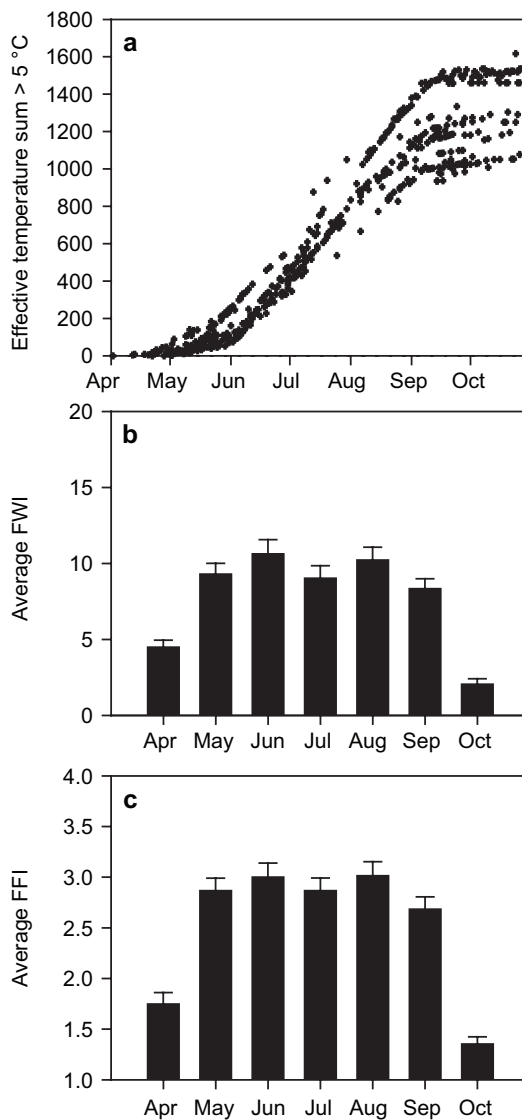 a
1800
1600
1400
1200
1000
800
600
400
200
0
Effective temperature sum > 5 °C
Apr May Jun Jul Aug Sep Oct
b
20
15
10
5
0
Average FWI
Apr May Jun Jul Aug Sep Oct
c
4.0
3.5
3.0
2.5
2.0
1.5
1.0
Average FFI
Apr May Jun Jul Aug Sep Oct